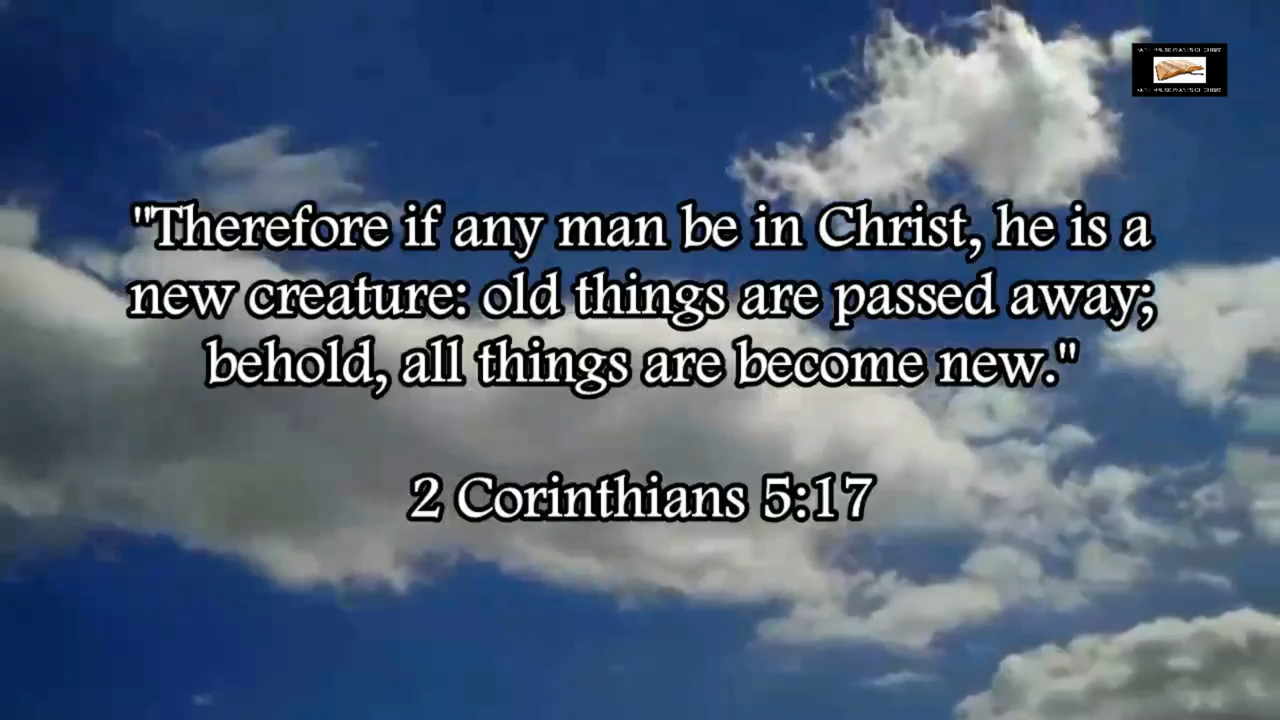 "Therefore if any man be in Christ, he is a
new creature: old things are passed away;
behold, all things are become new."
2 Corinthians 5:17